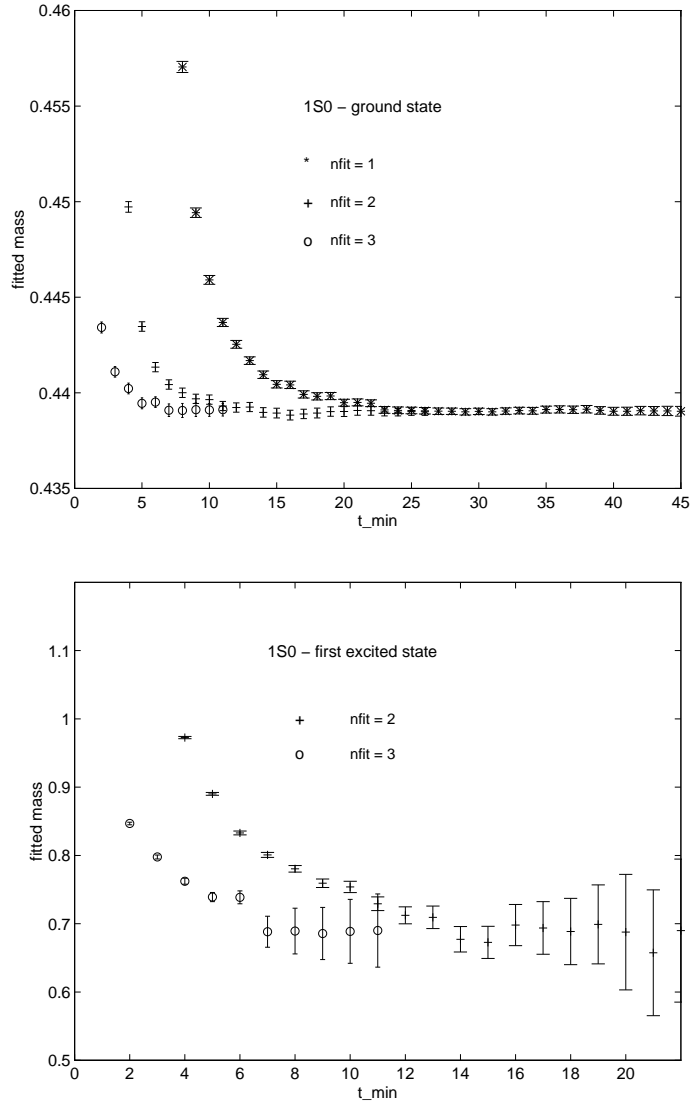 0.46
0.455
0.45
0.445
0.44
0.435
fitted mass
1S0 – ground state
* nfit = 1
+ nfit = 2
o nfit = 3
0 5 10 15 20 25 30 35 40 45
t_min
1.1
1
0.9
0.8
0.7
0.6
0.5
fitted mass
1S0 – first excited state
+ nfit = 2
o nfit = 3
0 2 4 6 8 10 12 14 16 18 20
t_min